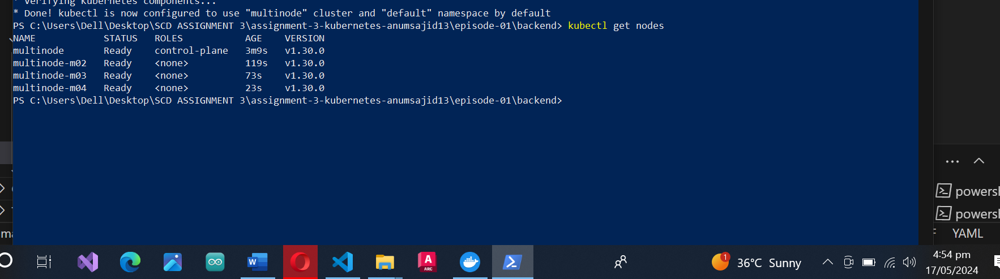 * Verifying Kubernetes components...
* Done! kubectl is now configured to use "multinode" cluster and "default" namespace by default
PS C:\Users\Dell\Desktop\SCD ASSIGNMENT 3\assignment-3-kubernetes-anumsajid13\episode-01\backend> kubectl get nodes
NAME STATUS ROLES AGE VERSION
multinode Ready control-plane 3m9s v1.30.0
multinode-m02 Ready <none> 119s v1.30.0
multinode-m03 Ready <none> 73s v1.30.0
multinode-m04 Ready <none> 23s v1.30.0
PS C:\Users\Dell\Desktop\SCD ASSIGNMENT 3\assignment-3-kubernetes-anumsajid13\episode-01\backend>
powersh
powersh
YAML
W
A
ARC
1
36°C Sunny
4:54 pm
17/05/2024